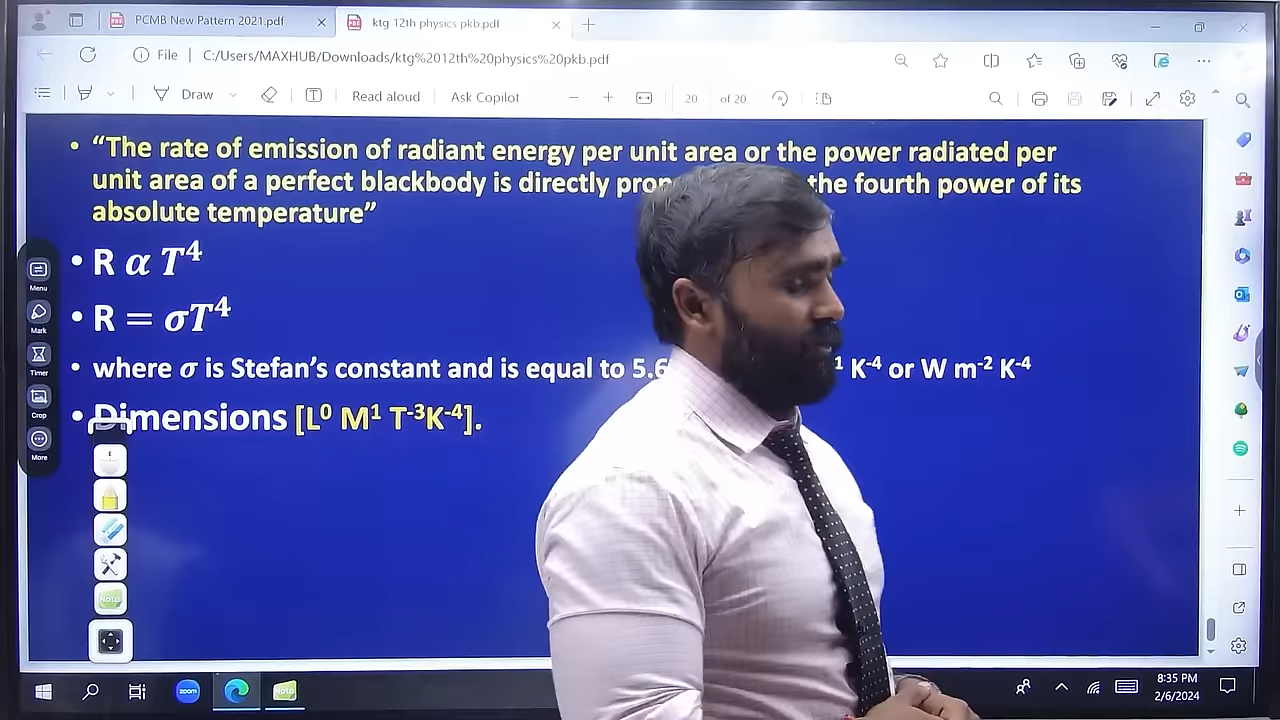 PCMB New Pattern 2021.pdf
ktg 12th physics pkb.pdf
File
C:/Users/MAXHUB/Downloads/ktg%2012th%20physics%20pkb.pdf
Draw
Read aloud
Ask Copilot
20
of 20
• “The rate of emission of radiant energy per unit area or the power radiated per
unit area of a perfect blackbody is directly the fourth power of its
absolute temperature”
• R α T⁴
• R = σT⁴
• where σ is Stefan’s constant and is equal to K⁻⁴ or W m⁻² K⁻⁴
• Dimensions [L⁰ M¹ T⁻³K⁻⁴].
Menu
Mark
Timer
Crop
More
Note
zoom
Note
8:35 PM
2/6/2024